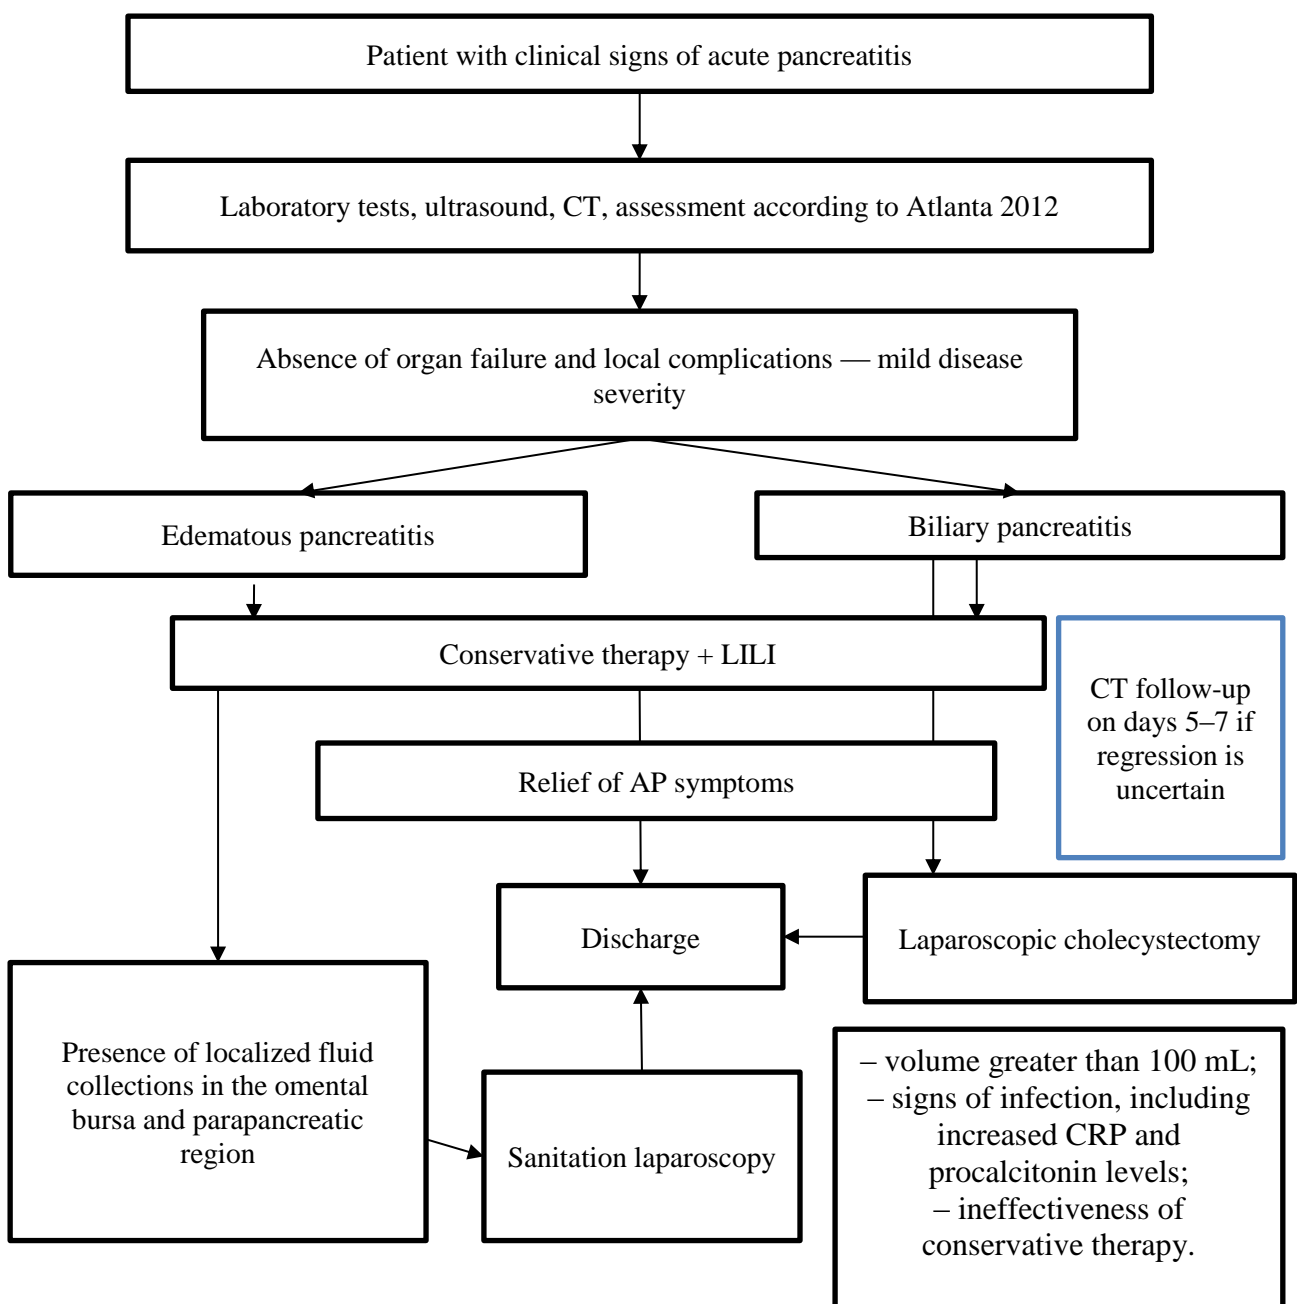 Patient with clinical signs of acute pancreatitis
Laboratory tests, ultrasound, CT, assessment according to Atlanta 2012
Absence of organ failure and local complications — mild disease
severity
Edematous pancreatitis
Biliary pancreatitis
Conservative therapy + LILI
CT follow-up
on days 5–7 if
regression is
uncertain
Relief of AP symptoms
Discharge
Laparoscopic cholecystectomy
Presence of localized fluid
collections in the omental
bursa and parapancreatic
region
Sanitation laparoscopy
– volume greater than 100 mL;
– signs of infection, including
increased CRP and
procalcitonin levels;
– ineffectiveness of
conservative therapy.